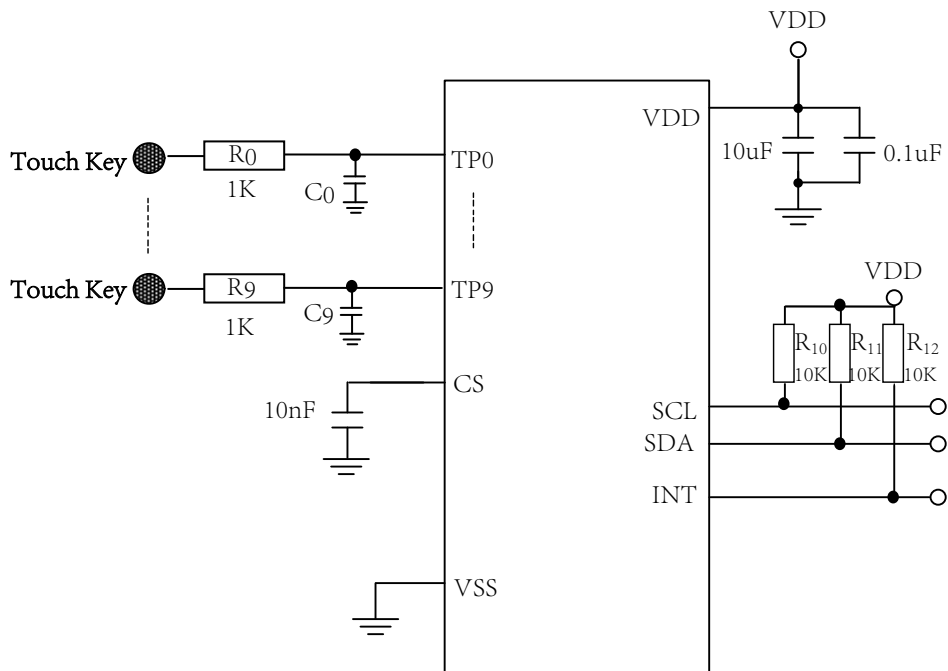 VDD
VDD
10uF
0.1uF
Touch Key
R0
1K
C0
TP0
Touch Key
R9
1K
C9
TP9
VDD
R10
10K
R11
10K
R12
10K
CS
10nF
SCL
SDA
INT
VSS